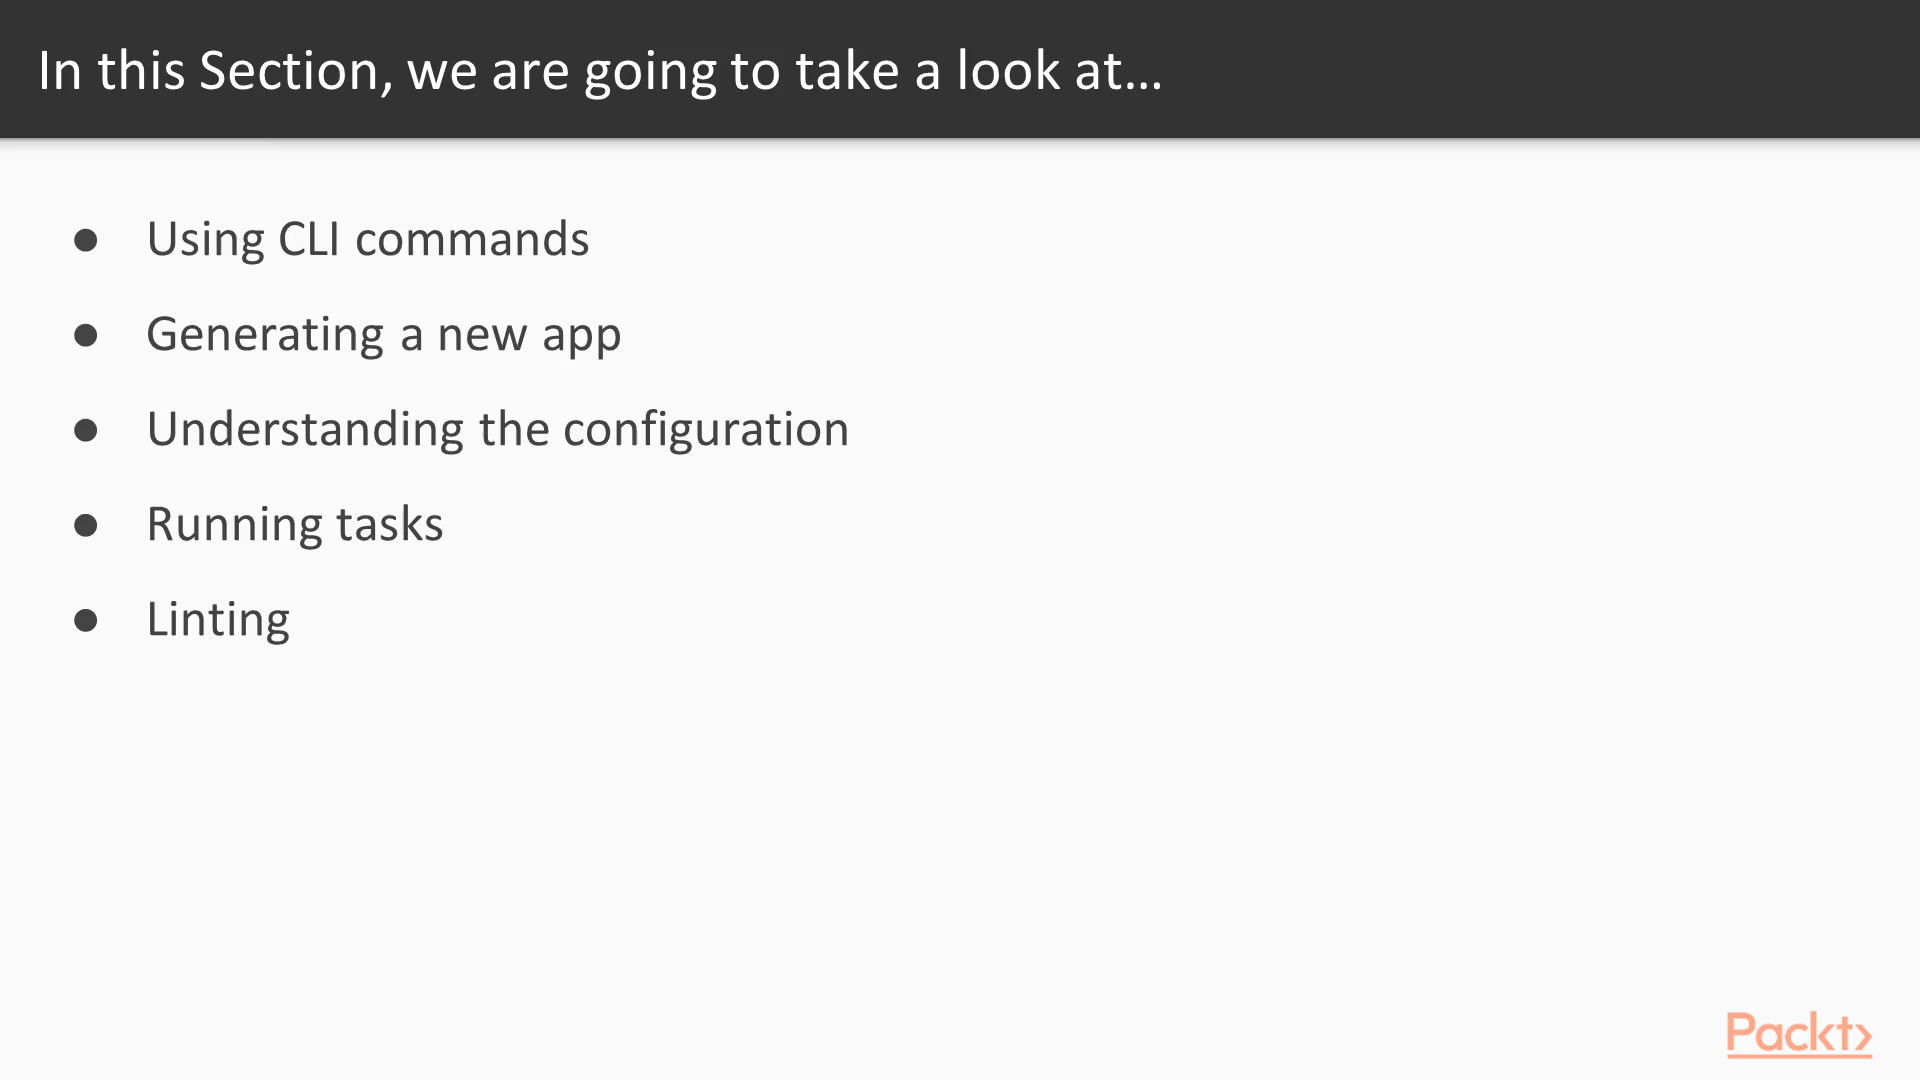 In this Section, we are going to take a look at…
● Using CLI commands
● Generating a new app
● Understanding the configuration
● Running tasks
● Linting
Packt>